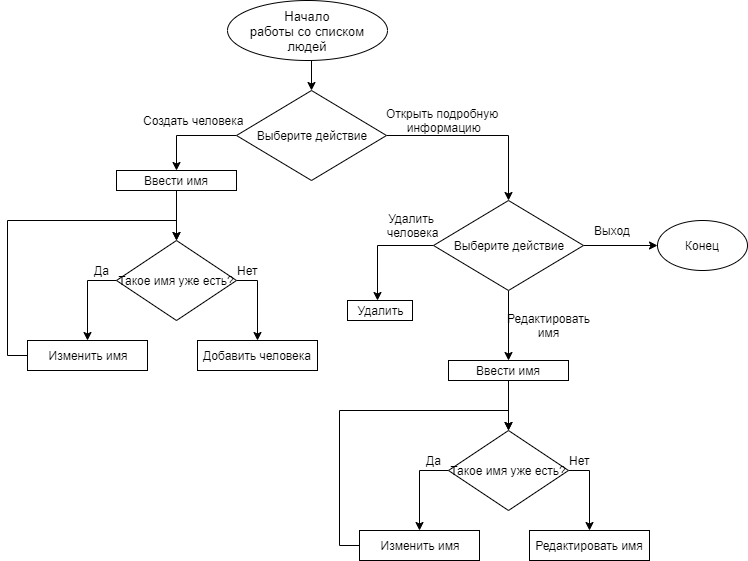 Начало
работы со списком
людей
Создать человека
Выберите действие
Открыть подробную
информацию
Ввести имя
Такое имя уже есть?
Да
Нет
Изменить имя
Добавить человека
Удалить
человека
Выберите действие
Выход
Конец
Удалить
Редактировать
имя
Ввести имя
Такое имя уже есть?
Да
Нет
Изменить имя
Редактировать имя